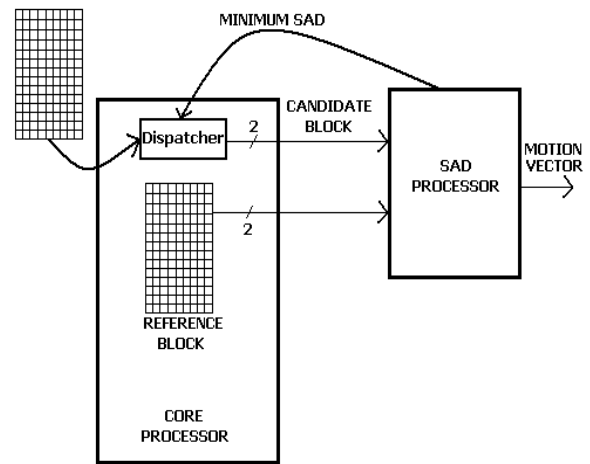 MINIMUM SAD
CANDIDATE
BLOCK
Dispatcher
2
SAD
PROCESSOR
MOTION
VECTOR
2
REFERENCE
BLOCK
CORE
PROCESSOR